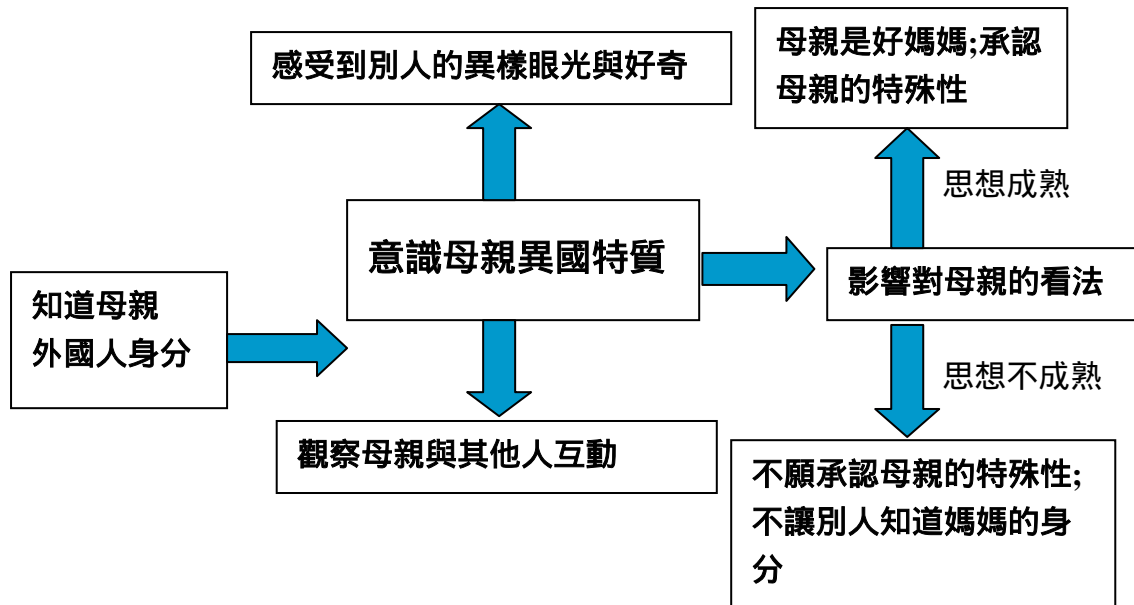 感受到別人的異樣眼光與好奇
母親是好媽媽;承認
母親的特殊性
思想成熟
意識母親異國特質
影響對母親的看法
知道母親
外國人身分
思想不成熟
觀察母親與其他人互動
不願承認母親的特殊性;
不讓別人知道媽媽的身
分